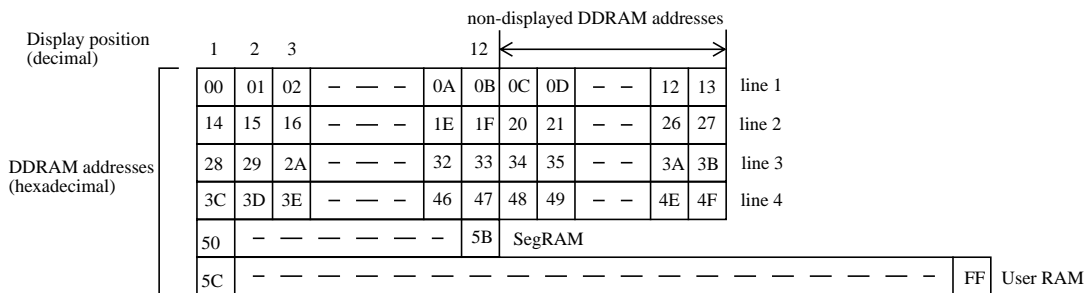 non-displayed DDRAM addresses
Display position
(decimal)
1 2 3 12
00 01 02 0A 0B 0C 0D 12 13 line 1
14 15 16 1E 1F 20 21 26 27 line 2
DDRAM addresses
(hexadecimal)
28 29 2A 32 33 34 35 3A 3B line 3
3C 3D 3E 46 47 48 49 4E 4F line 4
50 5B SegRAM
5C FF User RAM